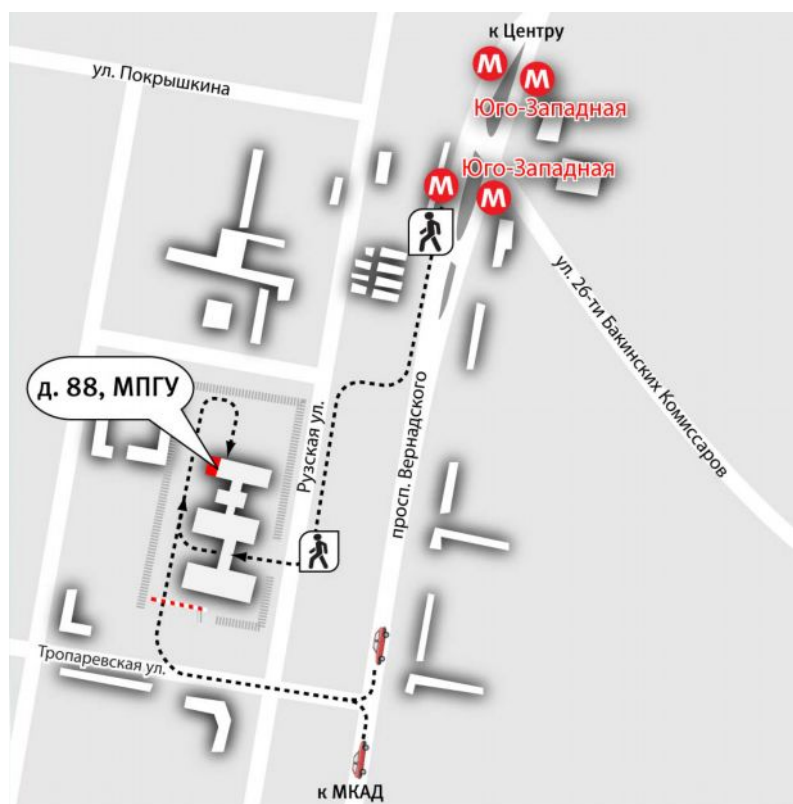 к Центру
М
М
Юго-Западная
ул. Покрышкина
Юго-Западная
М
М
ул. 26-ти Бакинских Комиссаров
д. 88, МПГУ
Рузская ул.
просп. Вернадского
Тропаревская ул.
к МКАД